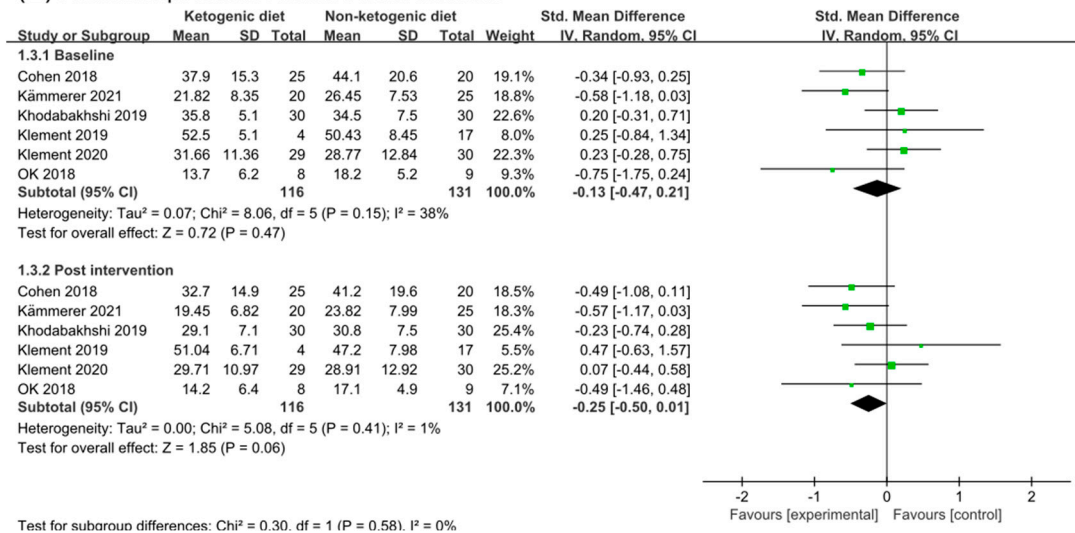 Ketogenic diet Non-ketogenic diet Std. Mean Difference Std. Mean Difference
Study or Subgroup Mean SD Total Mean SD Total Weight IV, Random, 95% CI IV, Random, 95% CI
1.3.1 Baseline
Cohen 2018 37.9 15.3 25 44.1 20.6 20 19.1% -0.34 [-0.93, 0.25]
Kämmerer 2021 21.82 8.35 20 26.45 7.53 25 18.8% -0.58 [-1.18, 0.03]
Khodabakhshi 2019 35.8 5.1 30 34.5 7.5 30 22.6% 0.20 [-0.31, 0.71]
Klement 2019 52.5 5.1 4 50.43 8.45 17 8.0% 0.25 [-0.84, 1.34]
Klement 2020 31.66 11.36 29 28.77 12.84 30 22.3% 0.23 [-0.28, 0.75]
OK 2018 13.7 6.2 8 18.2 5.2 9 9.3% -0.75 [-1.75, 0.24]
Subtotal (95% CI) 116 131 100.0% -0.13 [-0.47, 0.21]
Heterogeneity: Tau² = 0.07; Chi² = 8.06, df = 5 (P = 0.15); I² = 38%
Test for overall effect: Z = 0.72 (P = 0.47)
1.3.2 Post intervention
Cohen 2018 32.7 14.9 25 41.2 19.6 20 18.5% -0.49 [-1.08, 0.11]
Kämmerer 2021 19.45 6.82 20 23.82 7.99 25 18.3% -0.57 [-1.17, 0.03]
Khodabakhshi 2019 29.1 7.1 30 30.8 7.5 30 25.4% -0.23 [-0.74, 0.28]
Klement 2019 51.04 6.71 4 47.2 7.98 17 5.5% 0.47 [-0.63, 1.57]
Klement 2020 29.71 10.97 29 28.91 12.92 30 25.2% 0.07 [-0.44, 0.58]
OK 2018 14.2 6.4 8 17.1 4.9 9 7.1% -0.49 [-1.46, 0.48]
Subtotal (95% CI) 116 131 100.0% -0.25 [-0.50, 0.01]
Heterogeneity: Tau² = 0.00; Chi² = 5.08, df = 5 (P = 0.41); I² = 1%
Test for overall effect: Z = 1.85 (P = 0.06)
-2 -1 0 1 2
Favours [experimental] Favours [control]
Test for subgroup differences: Chi² = 0.30, df = 1 (P = 0.58), I² = 0%